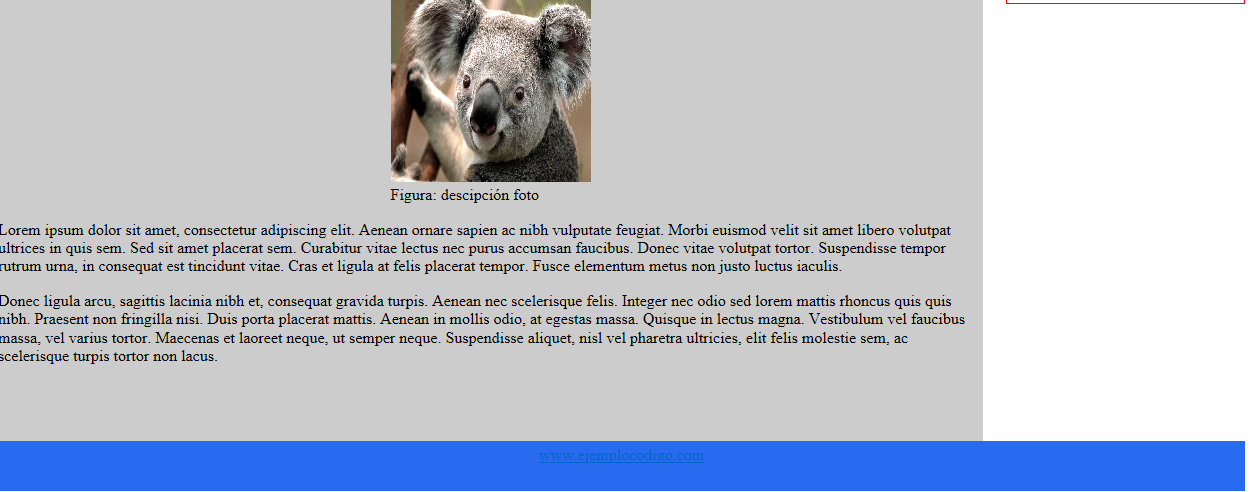 Figura: descipción foto
Lorem ipsum dolor sit amet, consectetur adipiscing elit. Aenean ornare sapien ac nibh vulputate feugiat. Morbi euismod velit sit amet libero volutpat
ultrices in quis sem. Sed sit amet placerat sem. Curabitur vitae lectus nec purus accumsan faucibus. Donec vitae volutpat tortor. Suspendisse tempor
rutrum urna, in consequat est tincidunt vitae. Cras et ligula at felis placerat tempor. Fusce elementum metus non justo luctus iaculis.
Donec ligula arcu, sagittis lacinia nibh et, consequat gravida turpis. Aenean nec scelerisque felis. Integer nec odio sed lorem mattis rhoncus quis quis
nibh. Praesent non fringilla nisi. Duis porta placerat mattis. Aenean in mollis odio, at egestas massa. Quisque in lectus magna. Vestibulum vel faucibus
massa, vel varius tortor. Maecenas et laoreet neque, ut semper neque. Suspendisse aliquet, nisl vel pharetra ultricies, elit felis molestie sem, ac
scelerisque turpis tortor non lacus.
www.ejemplocodigo.com